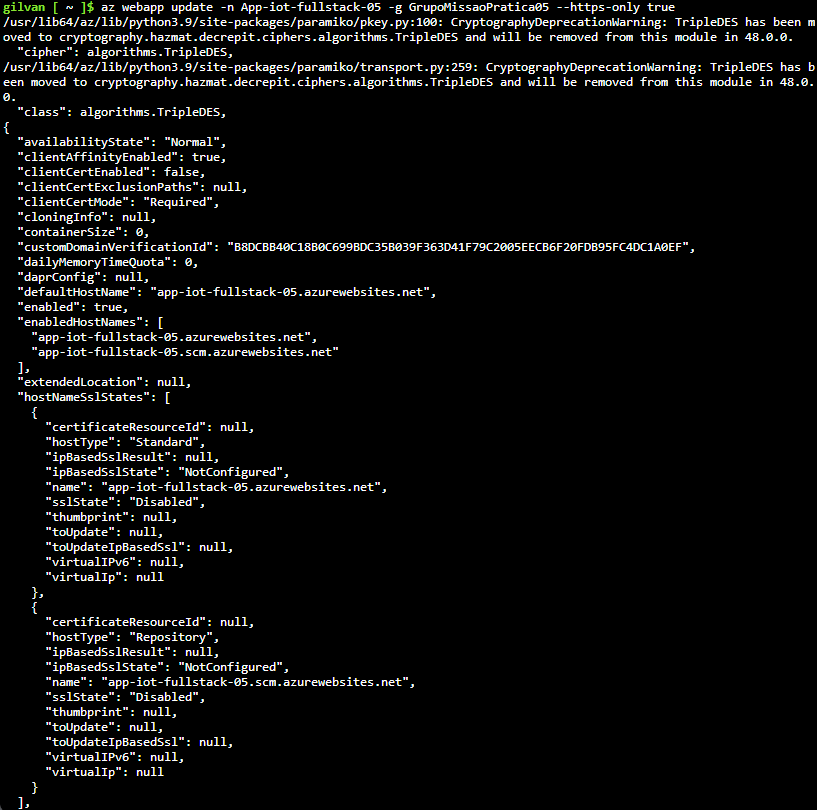 gilvan [ ~ ]$ az webapp update -n App-iot-fullstack-05 -g GrupoMissaoPratica05 --https-only true
/usr/lib64/az/lib/python3.9/site-packages/paramiko/pkey.py:100: CryptographyDeprecationWarning: TripleDES has been m
oved to cryptography.hazmat.decrepit.ciphers.algorithms.TripleDES and will be removed from this module in 48.0.0.
  "cipher": algorithms.TripleDES,
/usr/lib64/az/lib/python3.9/site-packages/paramiko/transport.py:259: CryptographyDeprecationWarning: TripleDES has b
een moved to cryptography.hazmat.decrepit.ciphers.algorithms.TripleDES and will be removed from this module in 48.0.
0.
  "class": algorithms.TripleDES,
{
  "availabilityState": "Normal",
  "clientAffinityEnabled": true,
  "clientCertEnabled": false,
  "clientCertExclusionPaths": null,
  "clientCertMode": "Required",
  "cloningInfo": null,
  "containerSize": 0,
  "customDomainVerificationId": "B8DCBB40C18B0C699BDC35B039F363D41F79C2005EECB6F20FDB95FC4DC1A0EF",
  "dailyMemoryTimeQuota": 0,
  "daprConfig": null,
  "defaultHostName": "app-iot-fullstack-05.azurewebsites.net",
  "enabled": true,
  "enabledHostNames": [
    "app-iot-fullstack-05.azurewebsites.net",
    "app-iot-fullstack-05.scm.azurewebsites.net"
  ],
  "extendedLocation": null,
  "hostNameSslStates": [
    {
      "certificateResourceId": null,
      "hostType": "Standard",
      "ipBasedSslResult": null,
      "ipBasedSslState": "NotConfigured",
      "name": "app-iot-fullstack-05.azurewebsites.net",
      "sslState": "Disabled",
      "thumbprint": null,
      "toUpdate": null,
      "toUpdateIpBasedSsl": null,
      "virtualIPv6": null,
      "virtualIp": null
    },
    {
      "certificateResourceId": null,
      "hostType": "Repository",
      "ipBasedSslResult": null,
      "ipBasedSslState": "NotConfigured",
      "name": "app-iot-fullstack-05.scm.azurewebsites.net",
      "sslState": "Disabled",
      "thumbprint": null,
      "toUpdate": null,
      "toUpdateIpBasedSsl": null,
      "virtualIPv6": null,
      "virtualIp": null
    }
  ],